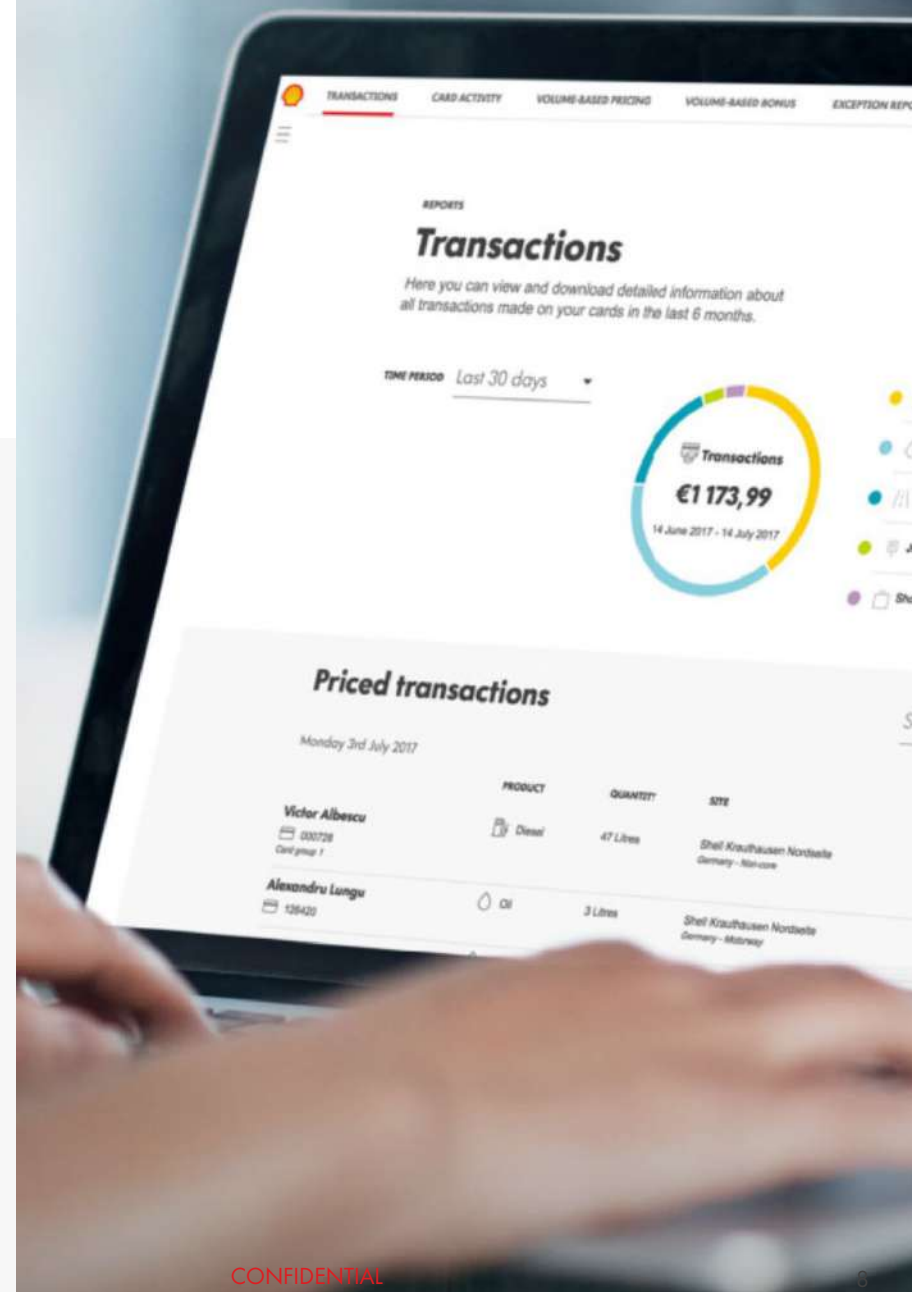 TRANSACTIONS CARD ACTIVITY VOLUME-BASED PRICING VOLUME-BASED BONUS EXCEPTION REPO
REPORTS
Transactions
Here you can view and download detailed information about
all transactions made on your cards in the last 6 months.
TIME PERIOD Last 30 days
Transactions
€1 173,99
14 June 2017 - 14 July 2017
J
Sho
Priced transactions
S
Monday 3rd July 2017
PRODUCT QUANTITY SITE
Victor Albescu
000728
Card group 1
Diesel
47 Litres
Shell Krauthausen Nordseite
Germany - Non-core
Alexandru Lungu
126420
Oil
3 Litres
Shell Krauthausen Nordseite
Germany - Motorway
CONFIDENTIAL
8